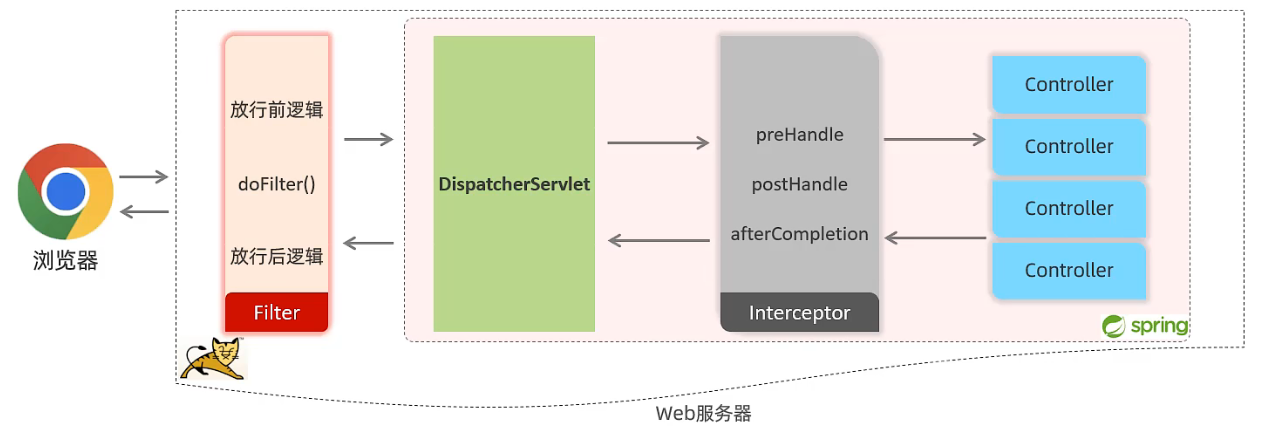 浏览器
放行前逻辑
doFilter()
放行后逻辑
Filter
DispatcherServlet
preHandle
postHandle
afterCompletion
Interceptor
Controller
Controller
Controller
Controller
spring
Web服务器